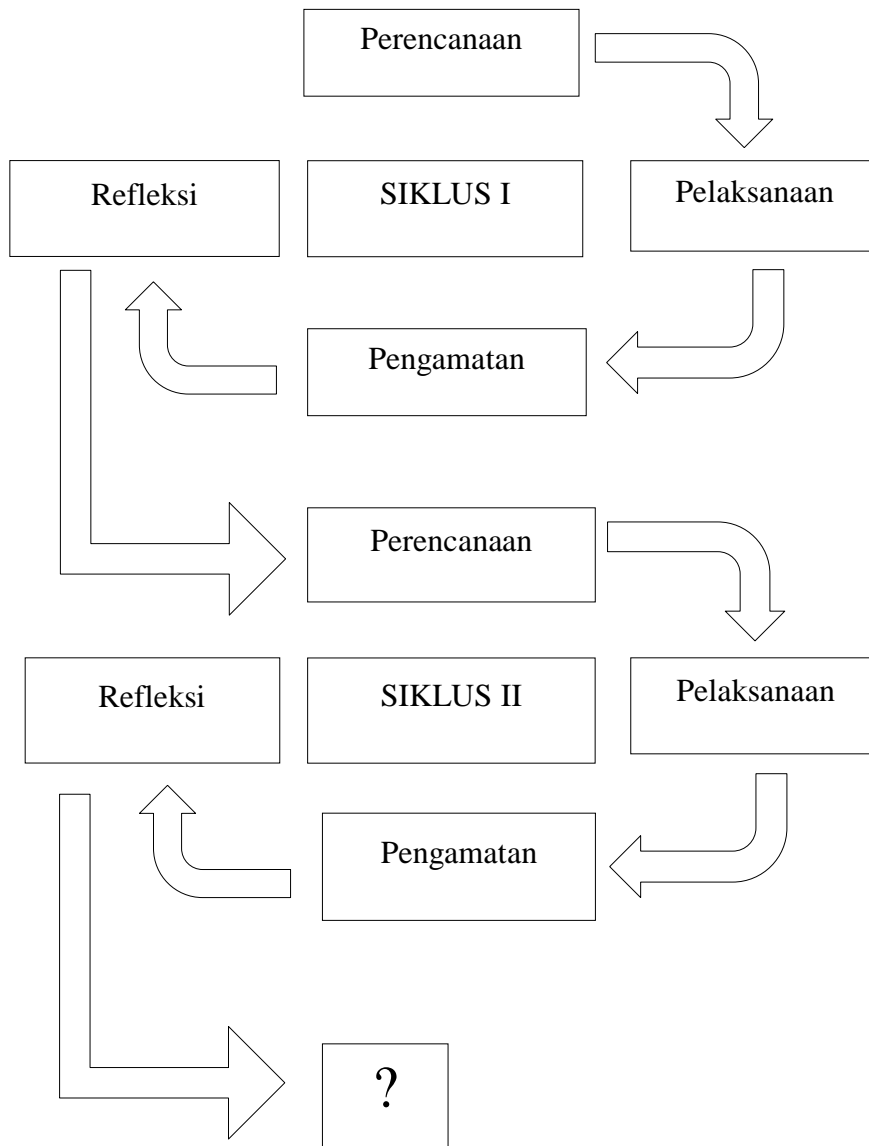 Perencanaan
Refleksi
SIKLUS I
Pelaksanaan
Pengamatan
Perencanaan
Refleksi
SIKLUS II
Pelaksanaan
Pengamatan
?